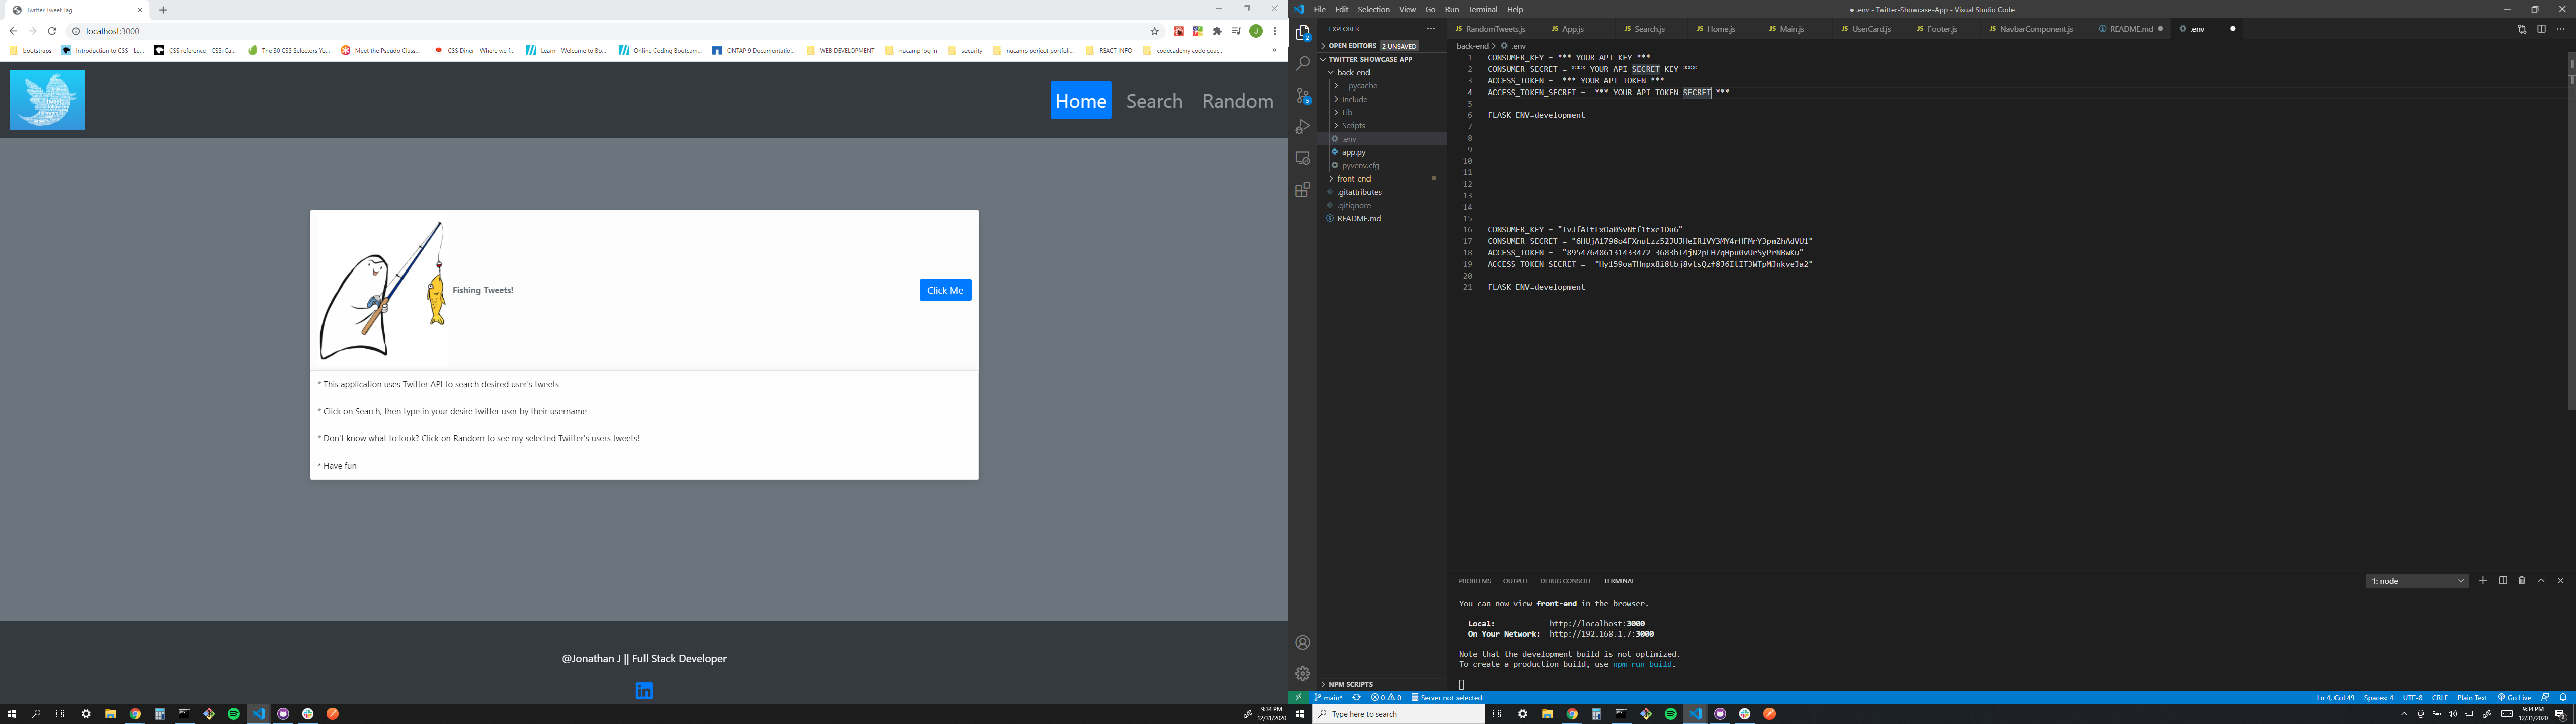 Twitter Tweet Tag
localhost:3000
bootstraps
Introduction to CSS - Le...
CSS reference - CSS: Ca...
The 30 CSS Selectors Yo...
Meet the Pseudo Class...
CSS Diner - Where we f...
Learn - Welcome to Bo...
Online Coding Bootcam...
ONTAP 9 Documentatio...
WEB DEVELOPMENT
nucamp log in
security
nucamp porject portfoli...
REACT INFO
codecademy code coac...
Home
Search
Random
Fishing Tweets!
Click Me
* This application uses Twitter API to search desired user's tweets
* Click on Search, then type in your desire twitter user by their username
* Don't know what to look? Click on Random to see my selected Twitter's users tweets!
* Have fun
@Jonathan J || Full Stack Developer
9:34 PM
12/31/2020
File Edit Selection View Go Run Terminal Help
● .env - Twitter-Showcase-App - Visual Studio Code
EXPLORER
OPEN EDITORS 2 UNSAVED
TWITTER-SHOWCASE-APP
back-end
__pycache__
Include
Lib
Scripts
.env
app.py
pyvenv.cfg
front-end
.gitattributes
.gitignore
README.md
NPM SCRIPTS
RandomTweets.js
App.js
Search.js
Home.js
Main.js
UserCard.js
Footer.js
NavbarComponent.js
README.md
.env
back-end > .env
1 CONSUMER_KEY = *** YOUR API KEY ***
2 CONSUMER_SECRET = *** YOUR API SECRET KEY ***
3 ACCESS_TOKEN =  *** YOUR API TOKEN ***
4 ACCESS_TOKEN_SECRET =  *** YOUR API TOKEN SECRET ***
5
6 FLASK_ENV=development
7
8
9
10
11
12
13
14
15
16 CONSUMER_KEY = "TvJfAItLxOa0SvNtf1txe1Du6"
17 CONSUMER_SECRET = "6HUjA1798o4FXnuLzz52JUJHeIRlVY3MY4rHFMrY3pmZhAdVU1"
18 ACCESS_TOKEN =  "895476486131433472-3683hI4jN2pLH7qHpu0vUrSyPrNBwKu"
19 ACCESS_TOKEN_SECRET =  "Hy159oaTHnpx8i8tbj8vtsQzf8J6ItIT3WTpMJnkveJa2"
20
21 FLASK_ENV=development
PROBLEMS OUTPUT DEBUG CONSOLE TERMINAL
1: node
You can now view front-end in the browser.
Local: http://localhost:3000
On Your Network: http://192.168.1.7:3000
Note that the development build is not optimized.
To create a production build, use npm run build.
main*
0 0
Server not selected
Ln 4, Col 49
Spaces: 4
UTF-8
CRLF
Plain Text
Go Live
Type here to search
9:34 PM
12/31/2020